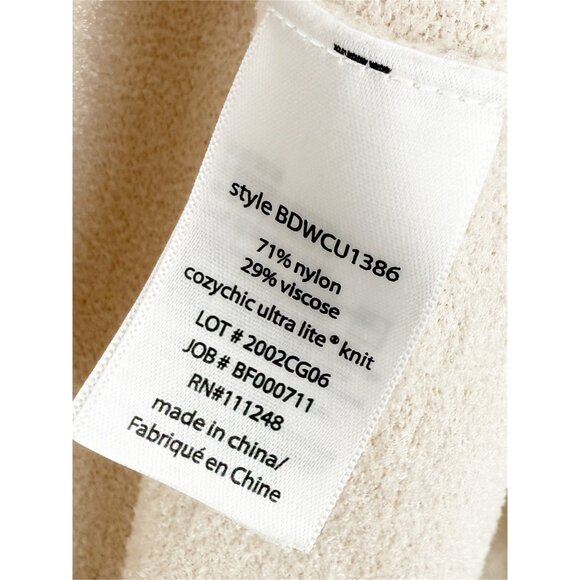 style BDWCU1386
71% nylon
29% viscose
cozychic ultra lite® knit
LOT # 2002CG06
JOB # BF000711
RN#111248
made in china/
Fabriqué en Chine